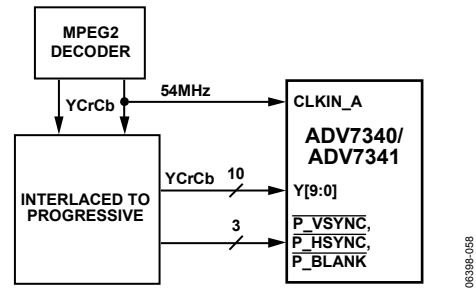 MPEG2
DECODER
YCrCb
54MHz
CLKIN_A
ADV7340/
ADV7341
INTERLACED TO
PROGRESSIVE
YCrCb
10
Y[9:0]
3
P_VSYNC,
P_HSYNC,
P_BLANK
06398-058